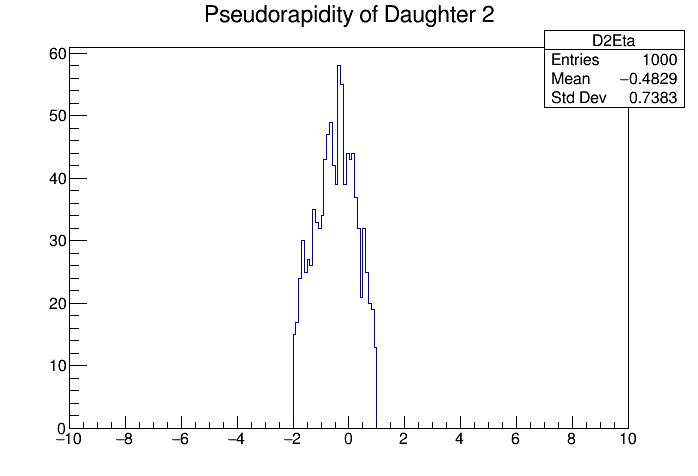 Pseudorapidity of Daughter 2
D2Eta
Entries 1000
Mean −0.4829
Std Dev 0.7383
60
50
40
30
20
10
0
−10 −8 −6 −4 −2 0 2 4 6 8 10